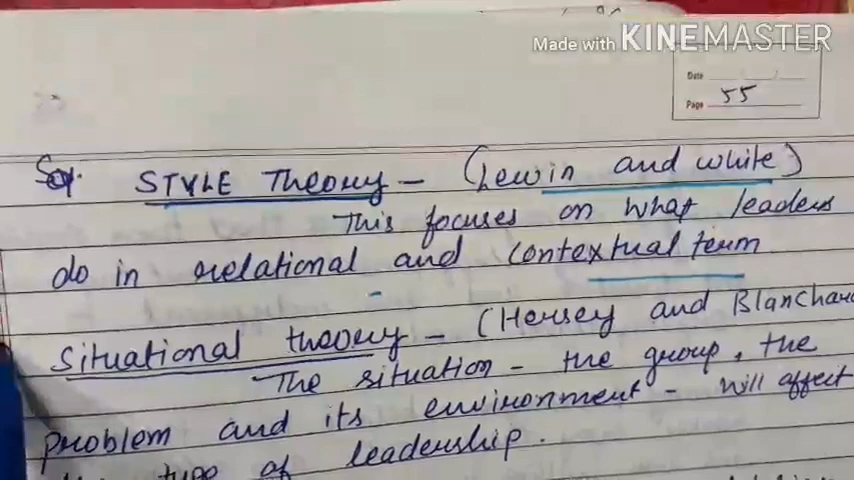 Made with KINEMASTER
Date
Page 55
STYLE Theory - (Lewin and white)
This focuses on what leaders
do in relational and contextual term
Situational theory - (Hersey and Blanchard
The situation - the group, the
problem and its environment - will affect
type of leadership.